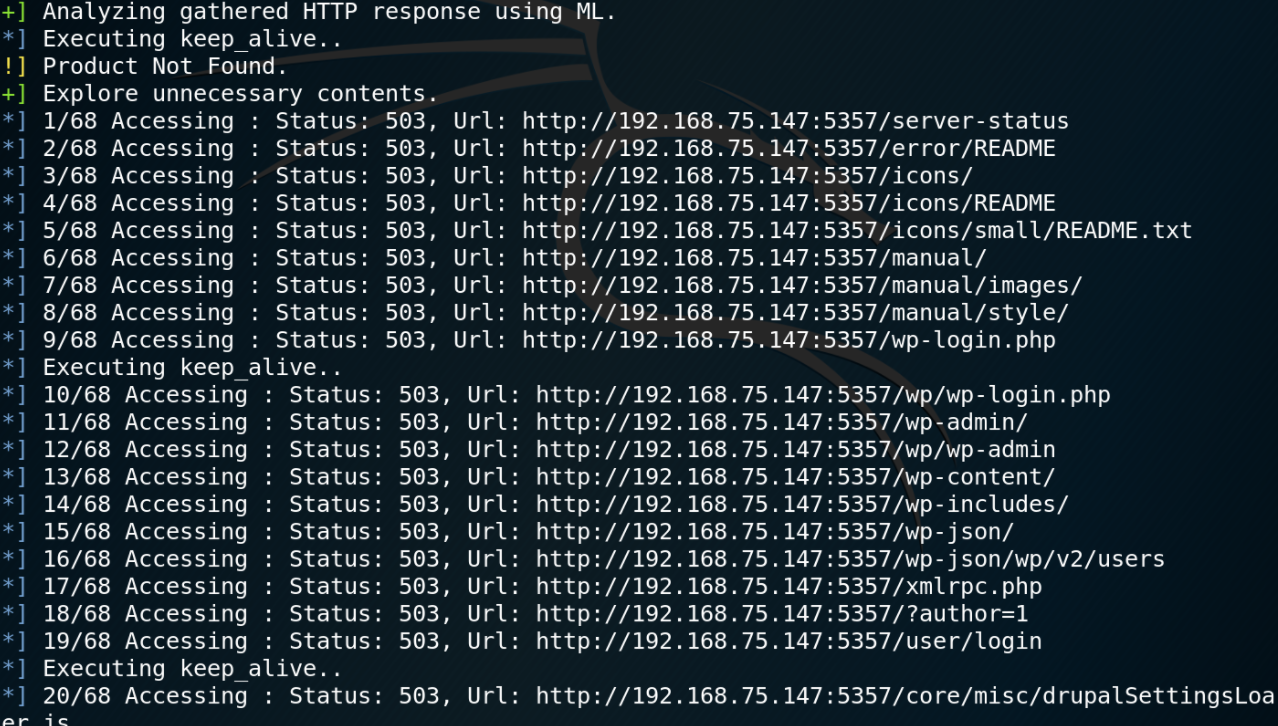 +] Analyzing gathered HTTP response using ML.
*] Executing keep_alive..
!] Product Not Found.
+] Explore unnecessary contents.
*] 1/68 Accessing : Status: 503, Url: http://192.168.75.147:5357/server-status
*] 2/68 Accessing : Status: 503, Url: http://192.168.75.147:5357/error/README
*] 3/68 Accessing : Status: 503, Url: http://192.168.75.147:5357/icons/
*] 4/68 Accessing : Status: 503, Url: http://192.168.75.147:5357/icons/README
*] 5/68 Accessing : Status: 503, Url: http://192.168.75.147:5357/icons/small/README.txt
*] 6/68 Accessing : Status: 503, Url: http://192.168.75.147:5357/manual/
*] 7/68 Accessing : Status: 503, Url: http://192.168.75.147:5357/manual/images/
*] 8/68 Accessing : Status: 503, Url: http://192.168.75.147:5357/manual/style/
*] 9/68 Accessing : Status: 503, Url: http://192.168.75.147:5357/wp-login.php
*] Executing keep_alive..
*] 10/68 Accessing : Status: 503, Url: http://192.168.75.147:5357/wp/wp-login.php
*] 11/68 Accessing : Status: 503, Url: http://192.168.75.147:5357/wp-admin/
*] 12/68 Accessing : Status: 503, Url: http://192.168.75.147:5357/wp/wp-admin
*] 13/68 Accessing : Status: 503, Url: http://192.168.75.147:5357/wp-content/
*] 14/68 Accessing : Status: 503, Url: http://192.168.75.147:5357/wp-includes/
*] 15/68 Accessing : Status: 503, Url: http://192.168.75.147:5357/wp-json/
*] 16/68 Accessing : Status: 503, Url: http://192.168.75.147:5357/wp-json/wp/v2/users
*] 17/68 Accessing : Status: 503, Url: http://192.168.75.147:5357/xmlrpc.php
*] 18/68 Accessing : Status: 503, Url: http://192.168.75.147:5357/?author=1
*] 19/68 Accessing : Status: 503, Url: http://192.168.75.147:5357/user/login
*] Executing keep_alive..
*] 20/68 Accessing : Status: 503, Url: http://192.168.75.147:5357/core/misc/drupalSettingsLoa
er.js